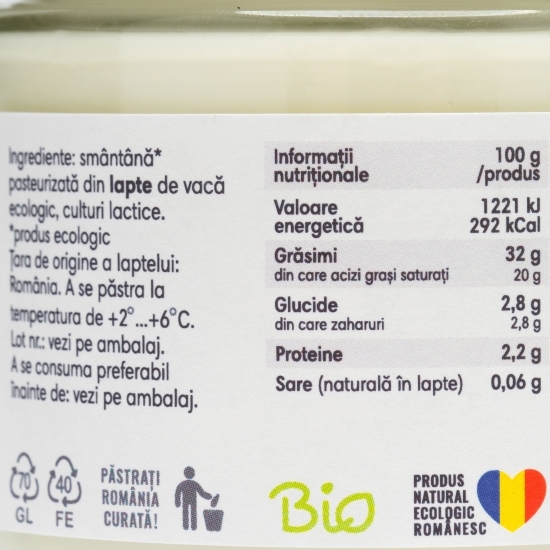 Ingrediente: smântână*
pasteurizată din lapte de vacă
ecologic, culturi lactice.
*produs ecologic
Țara de origine a laptelui:
România. A se păstra la
temperatura de +2°...+6°C.
Lot nr.: vezi pe ambalaj.
A se consuma preferabil
înainte de: vezi pe ambalaj.
Informații nutriționale 100 g /produs
Valoare energetică 1221 kJ 292 kCal
Grăsimi 32 g
din care acizi grași saturați 20 g
Glucide 2,8 g
din care zaharuri 2,8 g
Proteine 2,2 g
Sare (naturală în lapte) 0,06 g
70
GL
40
FE
PĂSTRAȚI
ROMÂNIA
CURATĂ!
Bio
PRODUS
NATURAL
ECOLOGIC
ROMÂNESC